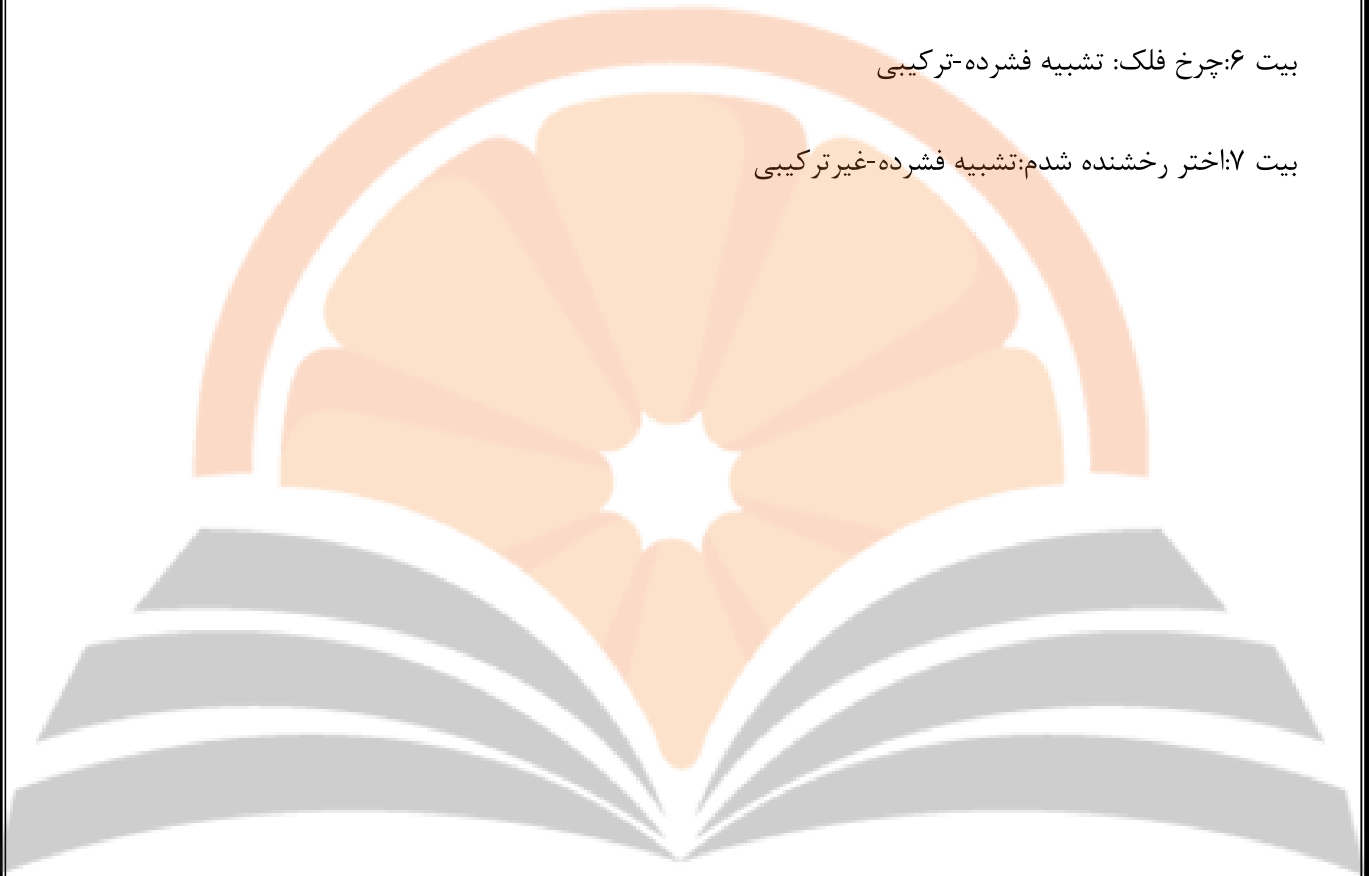 بیت ۶:چرخ فلک: تشبیه فشرده-ترکیبی
بیت ۷:اختر رخشنده شدم:تشبیه فشرده-غیرترکیبی